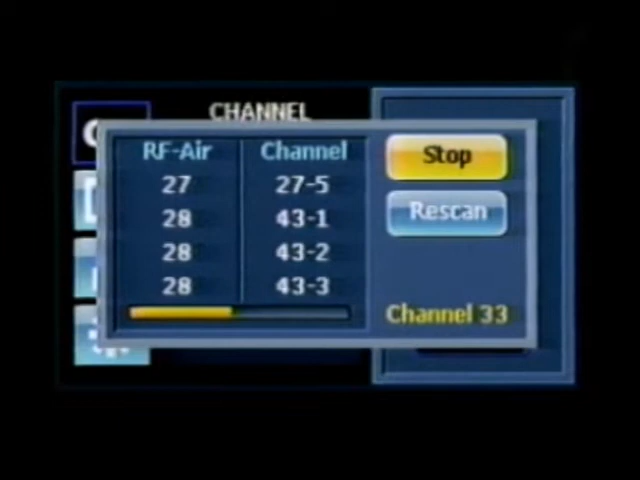 CHANNEL
RF-Air Channel Stop
27 27-5
28 43-1 Rescan
28 43-2
28 43-3
Channel 33